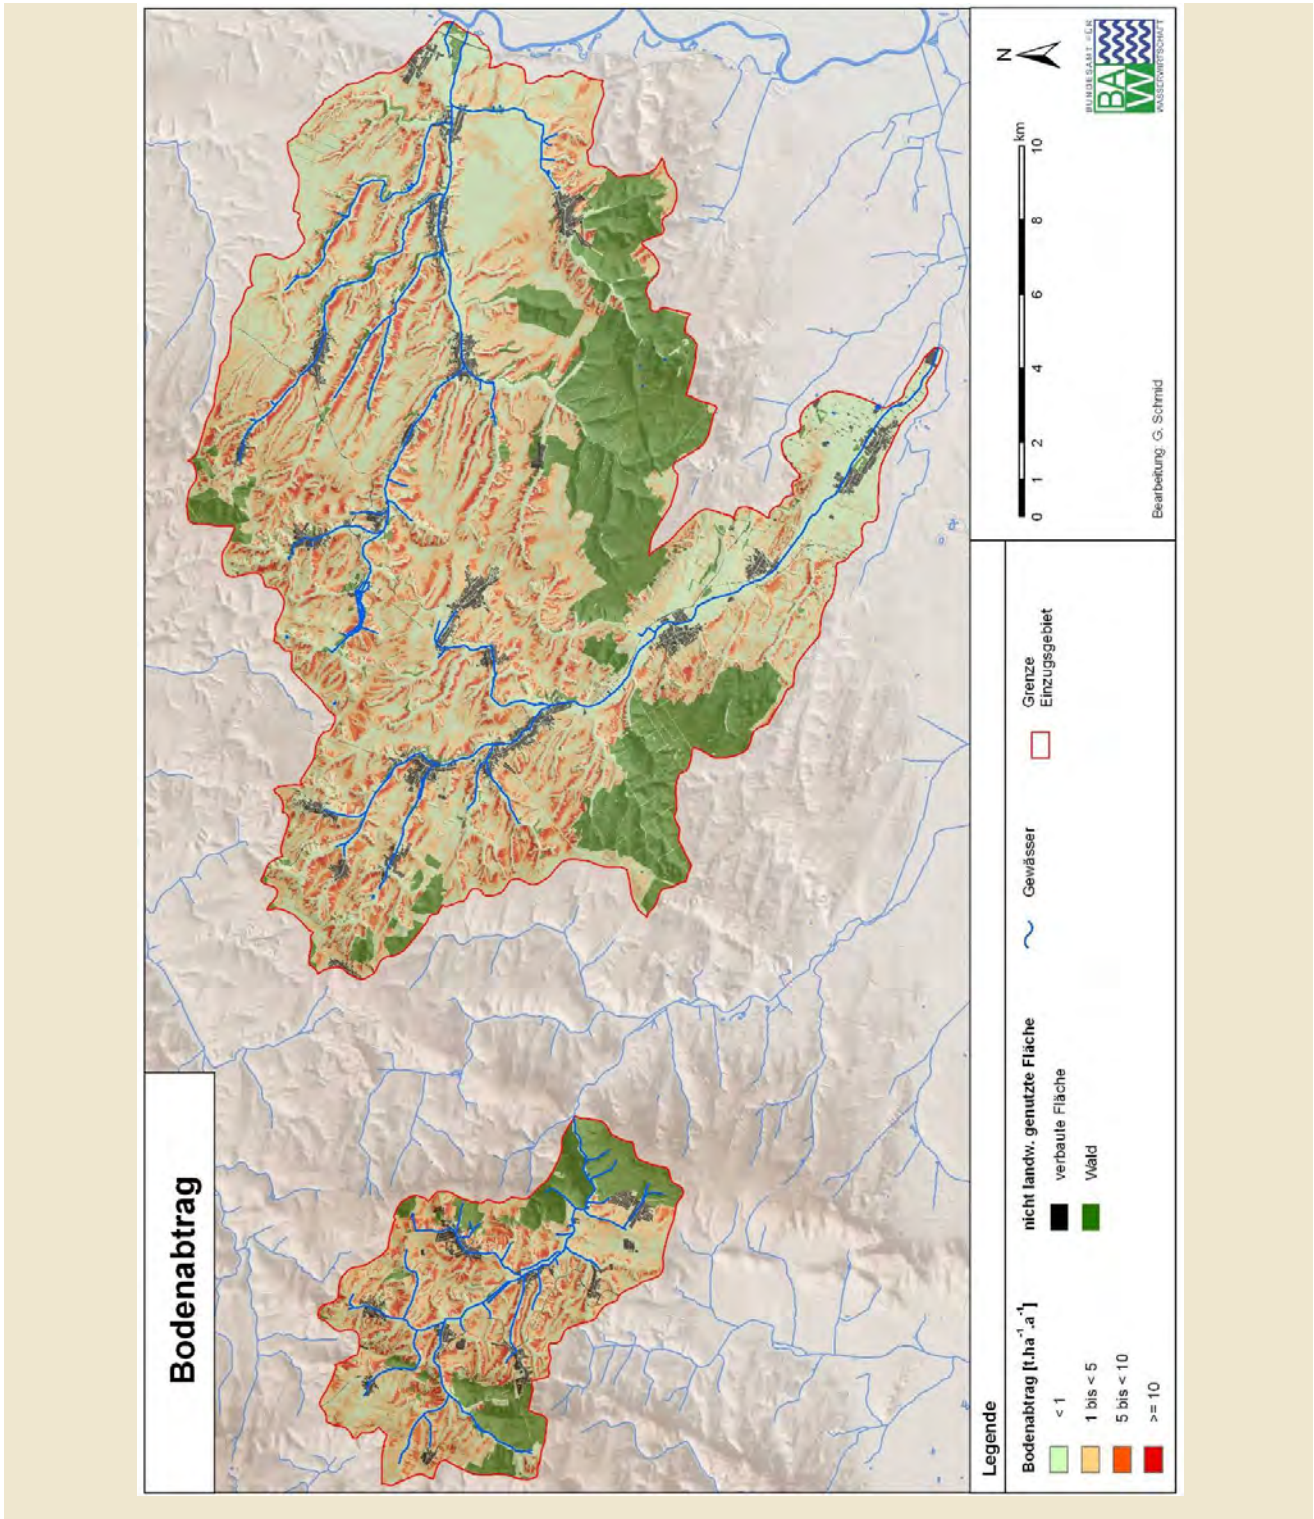 Bodenabtrag
Legende
Bodenabtrag [t.ha⁻¹.a⁻¹]
< 1
1 bis < 5
5 bis < 10
>= 10
nicht landw. genutzte Fläche
verbaute Fläche
Wald
Gewässer
Grenze
Einzugsgebiet
N
0 1 2 4 6 8 10
km
Bearbeitung: G. Schmid
BUNDESAMT FÜR
BAW
WASSERWIRTSCHAFT